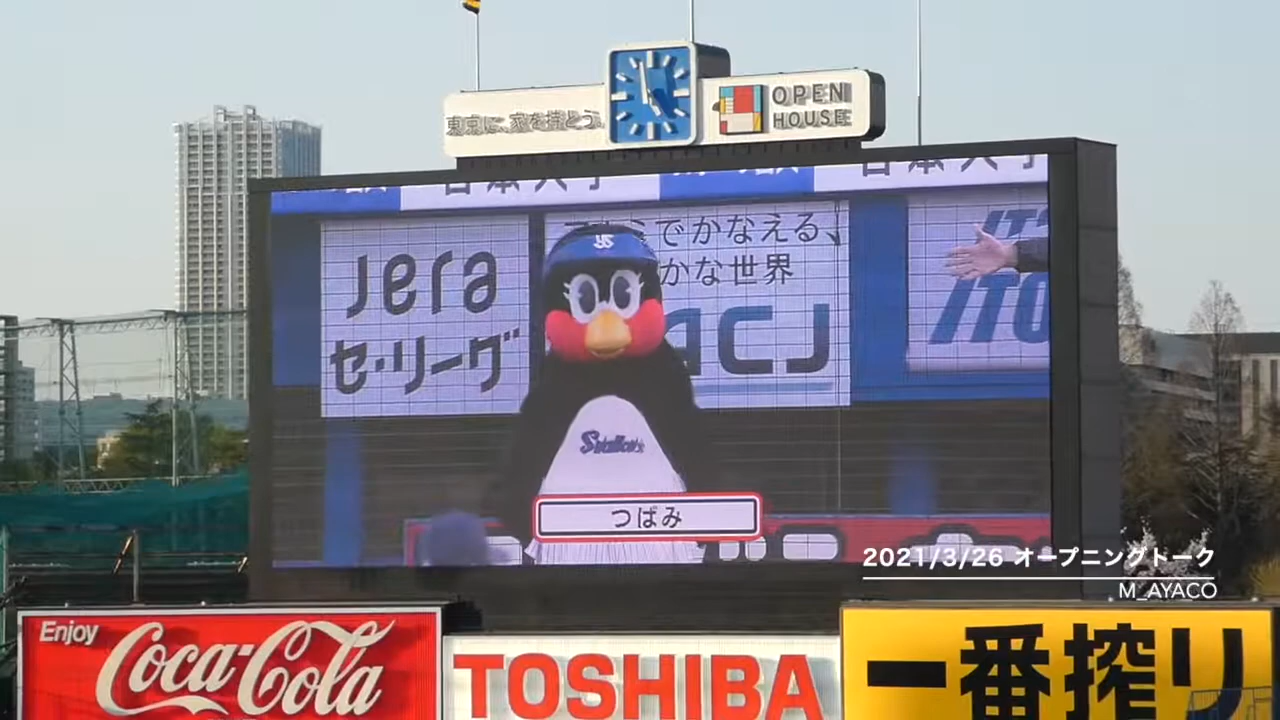 東京に、家を持とう。
OPEN
HOUSE
Jera
セ・リーグ
でかなえる、
かな世界
ACJ
ITO
Swallows
つばみ
2021/3/26 オープニングトーク
M_AYACO
Enjoy
Coca-Cola
TOSHIBA
一番搾り